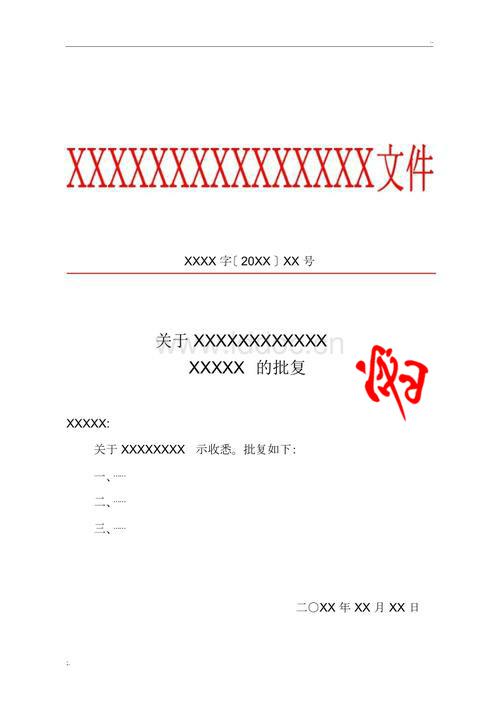 XXXXXXXXXXXXXXX文件
XXXX 字〔 20XX 〕 XX 号
关于 XXXXXXXXXXXX
XXXXX 的批复
XXXXX:
关于 XXXXXXXX 示收悉。批复如下:
一、……
二、……
三、……
二〇XX 年 XX 月 XX 日